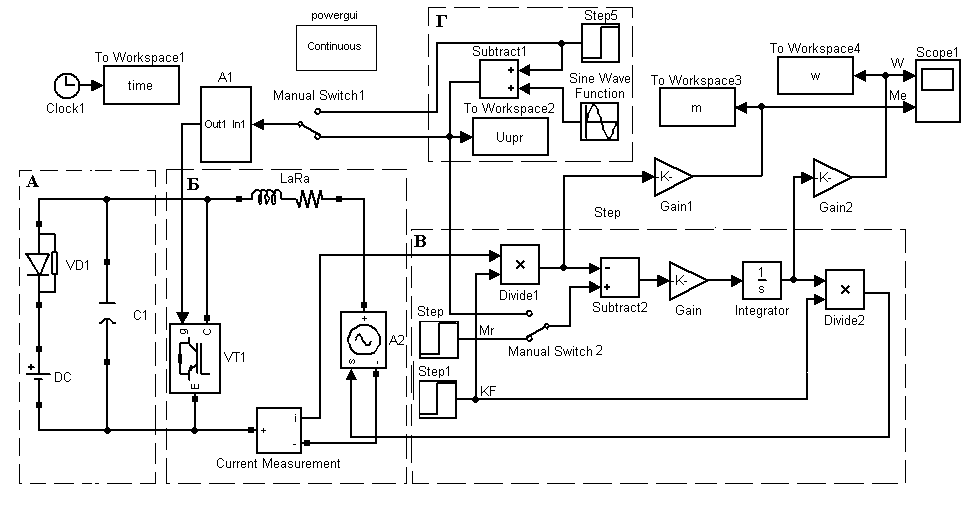 powergui
Continuous
Г
Step5
Subtract1
+
+
Sine Wave
Function
To Workspace2
Uupr
To Workspace1
time
Clock1
A1
Out1 In1
Manual Switch1
To Workspace4
w
W
Scope1
To Workspace3
m
Me
-K-
Gain1
-K-
Gain2
Step
А
VD1
C1
+
DC
Б
LaRa
g
C
E
VT1
+
s
-
A2
+
i
-
Current Measurement
В
×
Divide1
-
+
Subtract2
-K-
Gain
1
s
Integrator
×
Divide2
Step
Mr
Manual Switch 2
Step1
KF